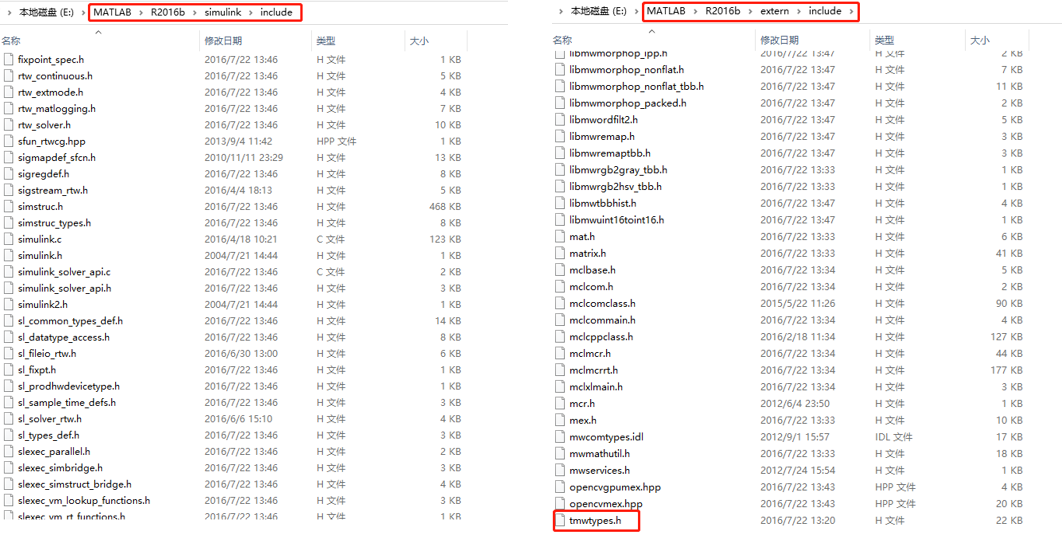 本地磁盘 (E:) > MATLAB > R2016b > simulink > include
名称 修改日期 类型 大小
fixpoint_spec.h 2016/7/22 13:46 H 文件 1 KB
rtw_continuous.h 2016/7/22 13:46 H 文件 5 KB
rtw_extmode.h 2016/7/22 13:46 H 文件 4 KB
rtw_matlogging.h 2016/7/22 13:46 H 文件 7 KB
rtw_solver.h 2016/7/22 13:46 H 文件 10 KB
sfun_rtwcg.hpp 2013/9/4 11:42 HPP 文件 1 KB
sigmapdef_sfcn.h 2010/11/11 23:29 H 文件 13 KB
sigregdef.h 2016/7/22 13:46 H 文件 8 KB
sigstream_rtw.h 2016/4/4 18:13 H 文件 5 KB
simstruc.h 2016/7/22 13:46 H 文件 468 KB
simstruc_types.h 2016/7/22 13:46 H 文件 8 KB
simulink.c 2016/4/18 10:21 C 文件 123 KB
simulink.h 2004/7/21 14:44 H 文件 1 KB
simulink_solver_api.c 2016/7/22 13:46 C 文件 2 KB
simulink_solver_api.h 2016/7/22 13:46 H 文件 3 KB
simulink2.h 2004/7/21 14:44 H 文件 1 KB
sl_common_types_def.h 2016/7/22 13:46 H 文件 14 KB
sl_datatype_access.h 2016/7/22 13:46 H 文件 8 KB
sl_fileio_rtw.h 2016/6/30 13:00 H 文件 6 KB
sl_fixpt.h 2016/7/22 13:46 H 文件 1 KB
sl_prodhwdevicetype.h 2016/7/22 13:46 H 文件 1 KB
sl_sample_time_defs.h 2016/7/22 13:46 H 文件 3 KB
sl_solver_rtw.h 2016/6/6 15:10 H 文件 4 KB
sl_types_def.h 2016/7/22 13:46 H 文件 4 KB
slexec_parallel.h 2016/7/22 13:46 H 文件 2 KB
slexec_simbridge.h 2016/7/22 13:46 H 文件 3 KB
slexec_simstruct_bridge.h 2016/7/22 13:46 H 文件 4 KB
slexec_vm_lookup_functions.h 2016/7/22 13:46 H 文件 3 KB
slexec_vm_rt_functions.h 2016/7/22 13:46 H 文件 1 KB
本地磁盘 (E:) > MATLAB > R2016b > extern > include >
名称 修改日期 类型 大小
libmwmorphop_ipp.h 2016/7/22 13:47 H 文件 2 KB
libmwmorphop_nonflat.h 2016/7/22 13:47 H 文件 7 KB
libmwmorphop_nonflat_tbb.h 2016/7/22 13:47 H 文件 11 KB
libmwmorphop_packed.h 2016/7/22 13:47 H 文件 2 KB
libmwordfilt2.h 2016/7/22 13:47 H 文件 5 KB
libmwremap.h 2016/7/22 13:47 H 文件 3 KB
libmwremaptbb.h 2016/7/22 13:47 H 文件 3 KB
libmwrgb2gray_tbb.h 2016/7/22 13:33 H 文件 1 KB
libmwrgb2hsv_tbb.h 2016/7/22 13:33 H 文件 1 KB
libmwtbbhist.h 2016/7/22 13:47 H 文件 4 KB
libmwuint16toint16.h 2016/7/22 13:47 H 文件 1 KB
mat.h 2016/7/22 13:33 H 文件 6 KB
matrix.h 2016/7/22 13:33 H 文件 41 KB
mclbase.h 2016/7/22 13:34 H 文件 5 KB
mclcom.h 2016/7/22 13:34 H 文件 2 KB
mclcomclass.h 2015/5/22 11:26 H 文件 90 KB
mclcommain.h 2016/7/22 13:34 H 文件 4 KB
mclcppclass.h 2016/2/18 11:34 H 文件 127 KB
mclmcr.h 2016/7/22 13:34 H 文件 44 KB
mclmcrrt.h 2016/7/22 13:34 H 文件 177 KB
mclxlmain.h 2016/7/22 13:34 H 文件 3 KB
mcr.h 2012/6/4 23:50 H 文件 1 KB
mex.h 2016/7/22 13:33 H 文件 10 KB
mwcomtypes.idl 2012/9/1 15:57 IDL 文件 17 KB
mwmathutil.h 2016/7/22 13:33 H 文件 18 KB
mwservices.h 2012/7/24 15:54 H 文件 1 KB
opencvgpumex.hpp 2016/7/22 13:43 HPP 文件 4 KB
opencvmex.hpp 2016/7/22 13:43 HPP 文件 20 KB
tmwtypes.h 2016/7/22 13:20 H 文件 22 KB